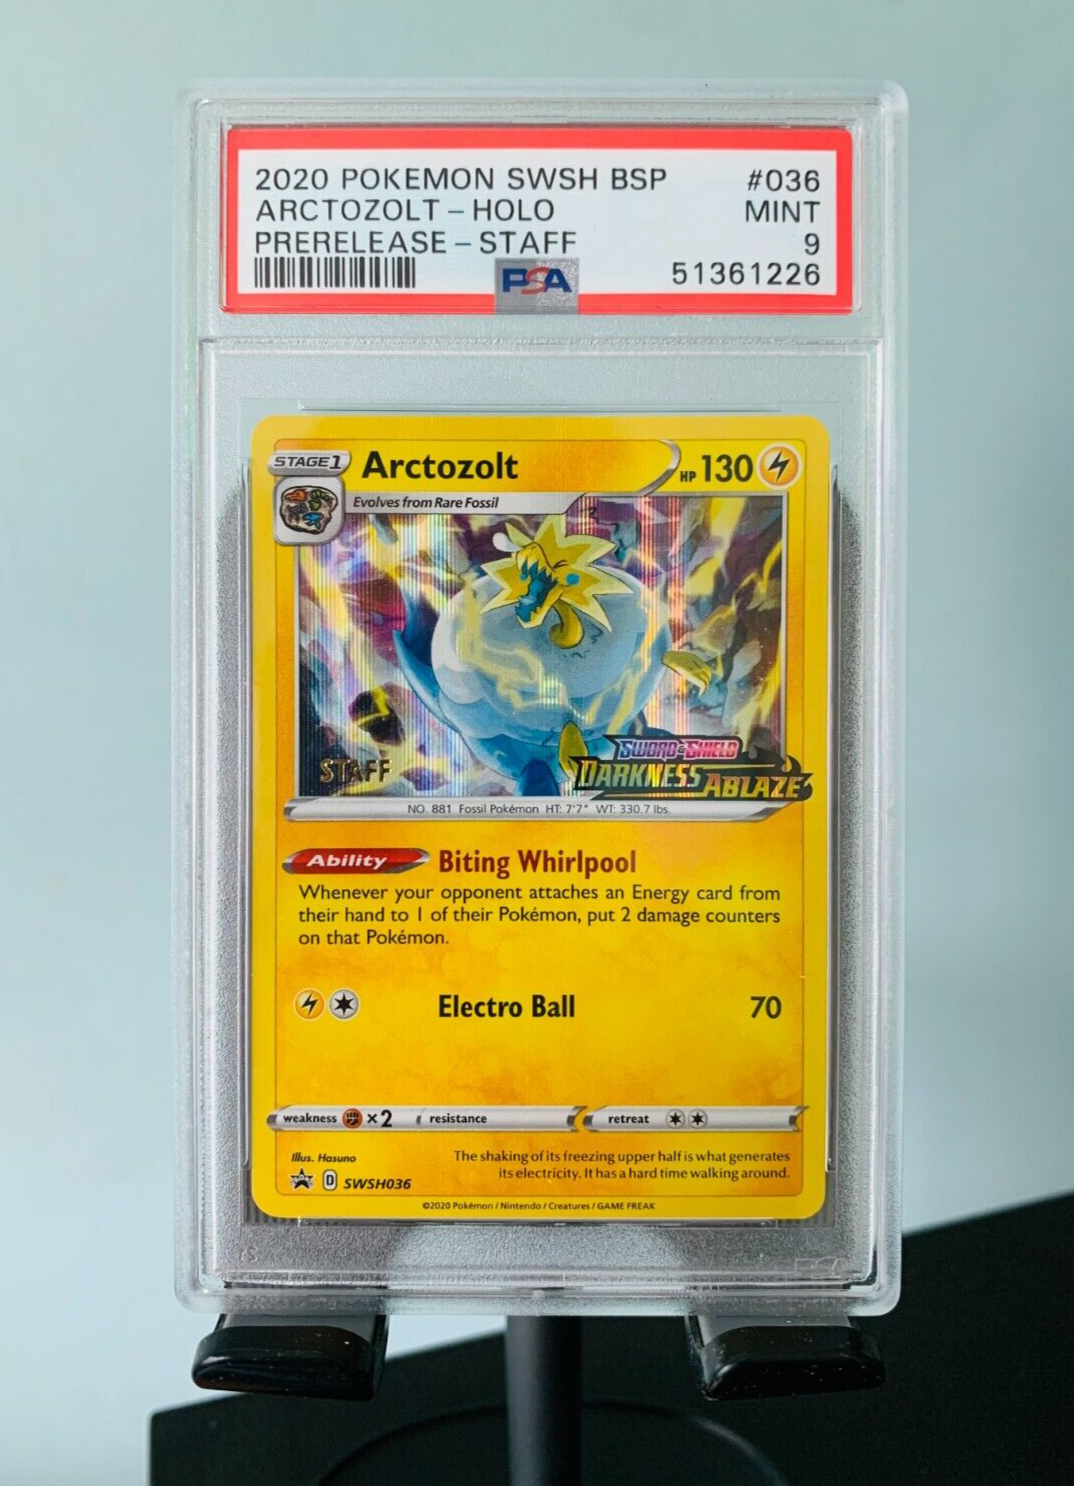 2020 POKEMON SWSH BSP #036
ARCTOZOLT - HOLO MINT
PRERELEASE - STAFF 9
PSA 51361226
STAGE 1 Arctozolt HP 130
Evolves from Rare Fossil
SWORD & SHIELD
STAFF DARKNESS ABLAZE
NO. 881 Fossil Pokémon HT: 7'7" WT: 330.7 lbs.
Ability Biting Whirlpool
Whenever your opponent attaches an Energy card from
their hand to 1 of their Pokémon, put 2 damage counters
on that Pokémon.
Electro Ball 70
weakness ×2 resistance retreat
Illus. Hasuno The shaking of its freezing upper half is what generates
its electricity. It has a hard time walking around.
D SWSH036
©2020 Pokémon / Nintendo / Creatures / GAME FREAK